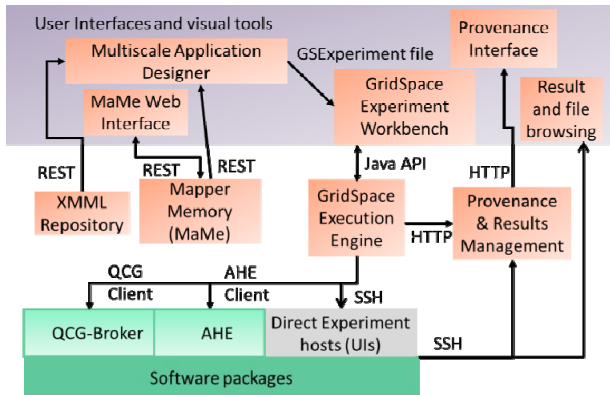 User Interfaces and visual tools
Multiscale Application
Designer
GSExperiment file
Provenance
Interface
MaMe Web
Interface
GridSpace
Experiment
Workbench
Result
and file
browsing
REST
REST
REST
Java API
HTTP
XMML
Repository
Mapper
Memory
(MaMe)
GridSpace
Execution
Engine
HTTP
Provenance
& Results
Management
QCG
Client
AHE
Client
SSH
QCG-Broker
AHE
Direct Experiment
hosts (UIs)
SSH
Software packages